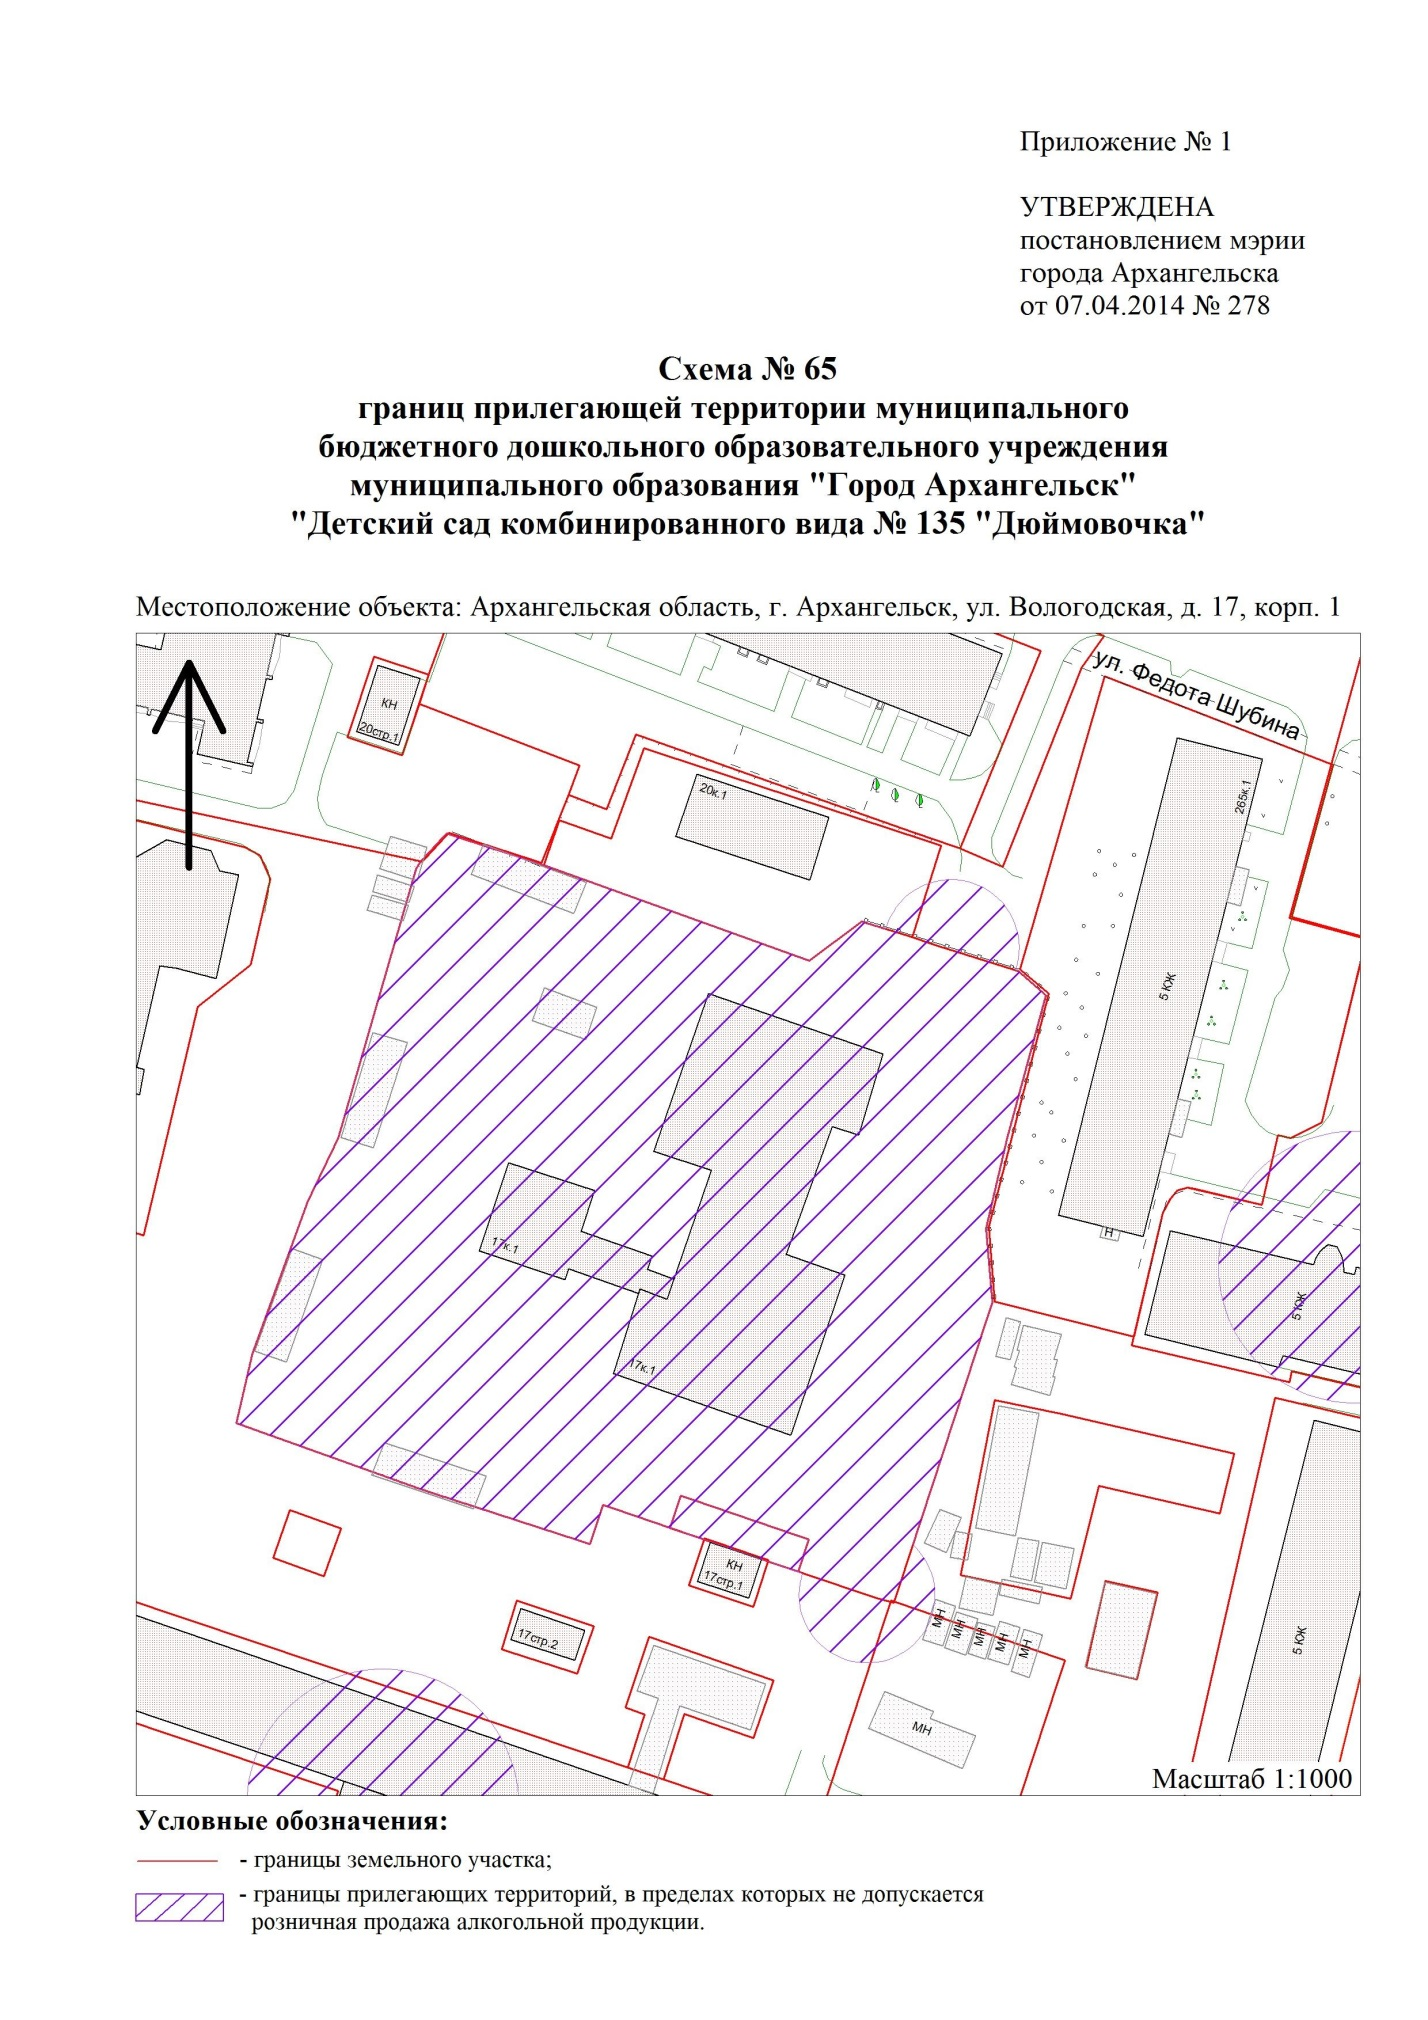 Приложение № 1
УТВЕРЖДЕНА
постановлением мэрии
города Архангельска
от 07.04.2014 № 278
Схема № 65
границ прилегающей территории муниципального
бюджетного дошкольного образовательного учреждения
муниципального образования "Город Архангельск"
"Детский сад комбинированного вида № 135 "Дюймовочка"
Местоположение объекта: Архангельская область, г. Архангельск, ул. Вологодская, д. 17, корп. 1
ул. Федота Шубина
КН
20стр.1
20к.1
265к.1
5 КЖ
17к.1
Н
5 КЖ
17к.1
КН
17стр.1
17стр.2
МН
МН
МН
МН
МН
5 КЖ
МН
Масштаб 1:1000
Условные обозначения:
- границы земельного участка;
- границы прилегающих территорий, в пределах которых не допускается
розничная продажа алкогольной продукции.